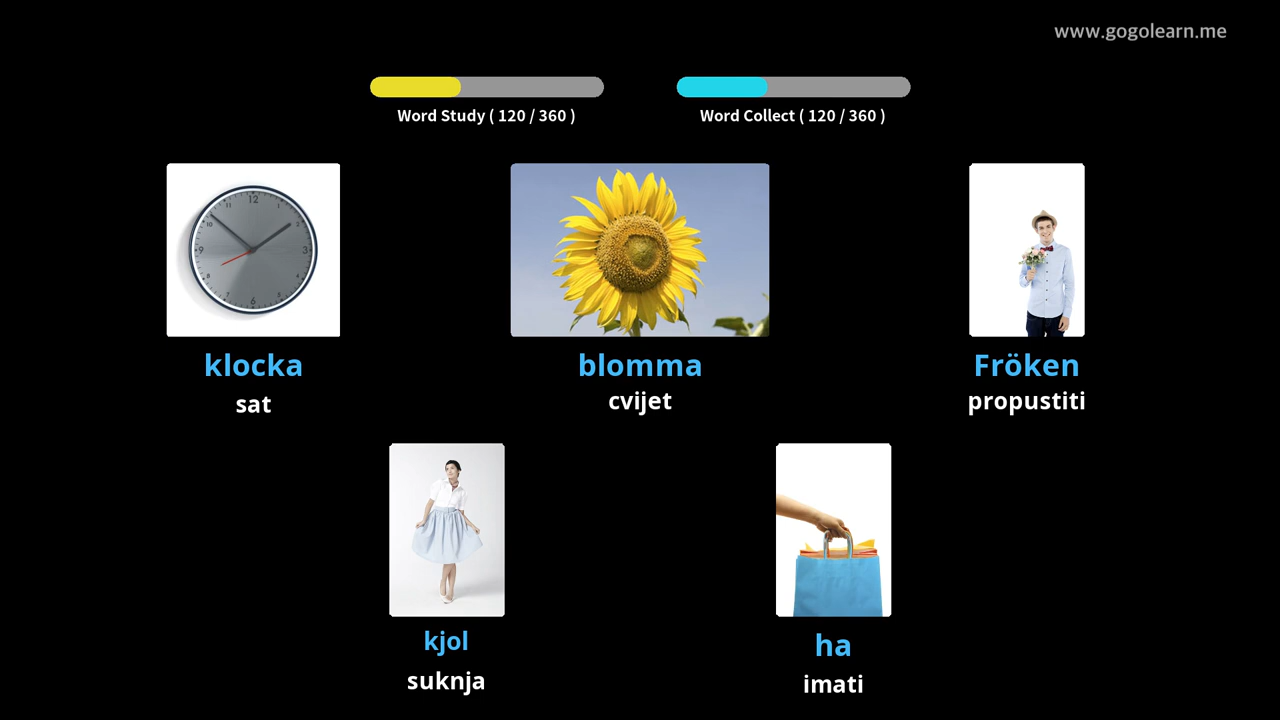 www.gogolearn.me
Word Study ( 120 / 360 )
Word Collect ( 120 / 360 )
klocka
sat
blomma
cvijet
Fröken
propustiti
kjol
suknja
ha
imati